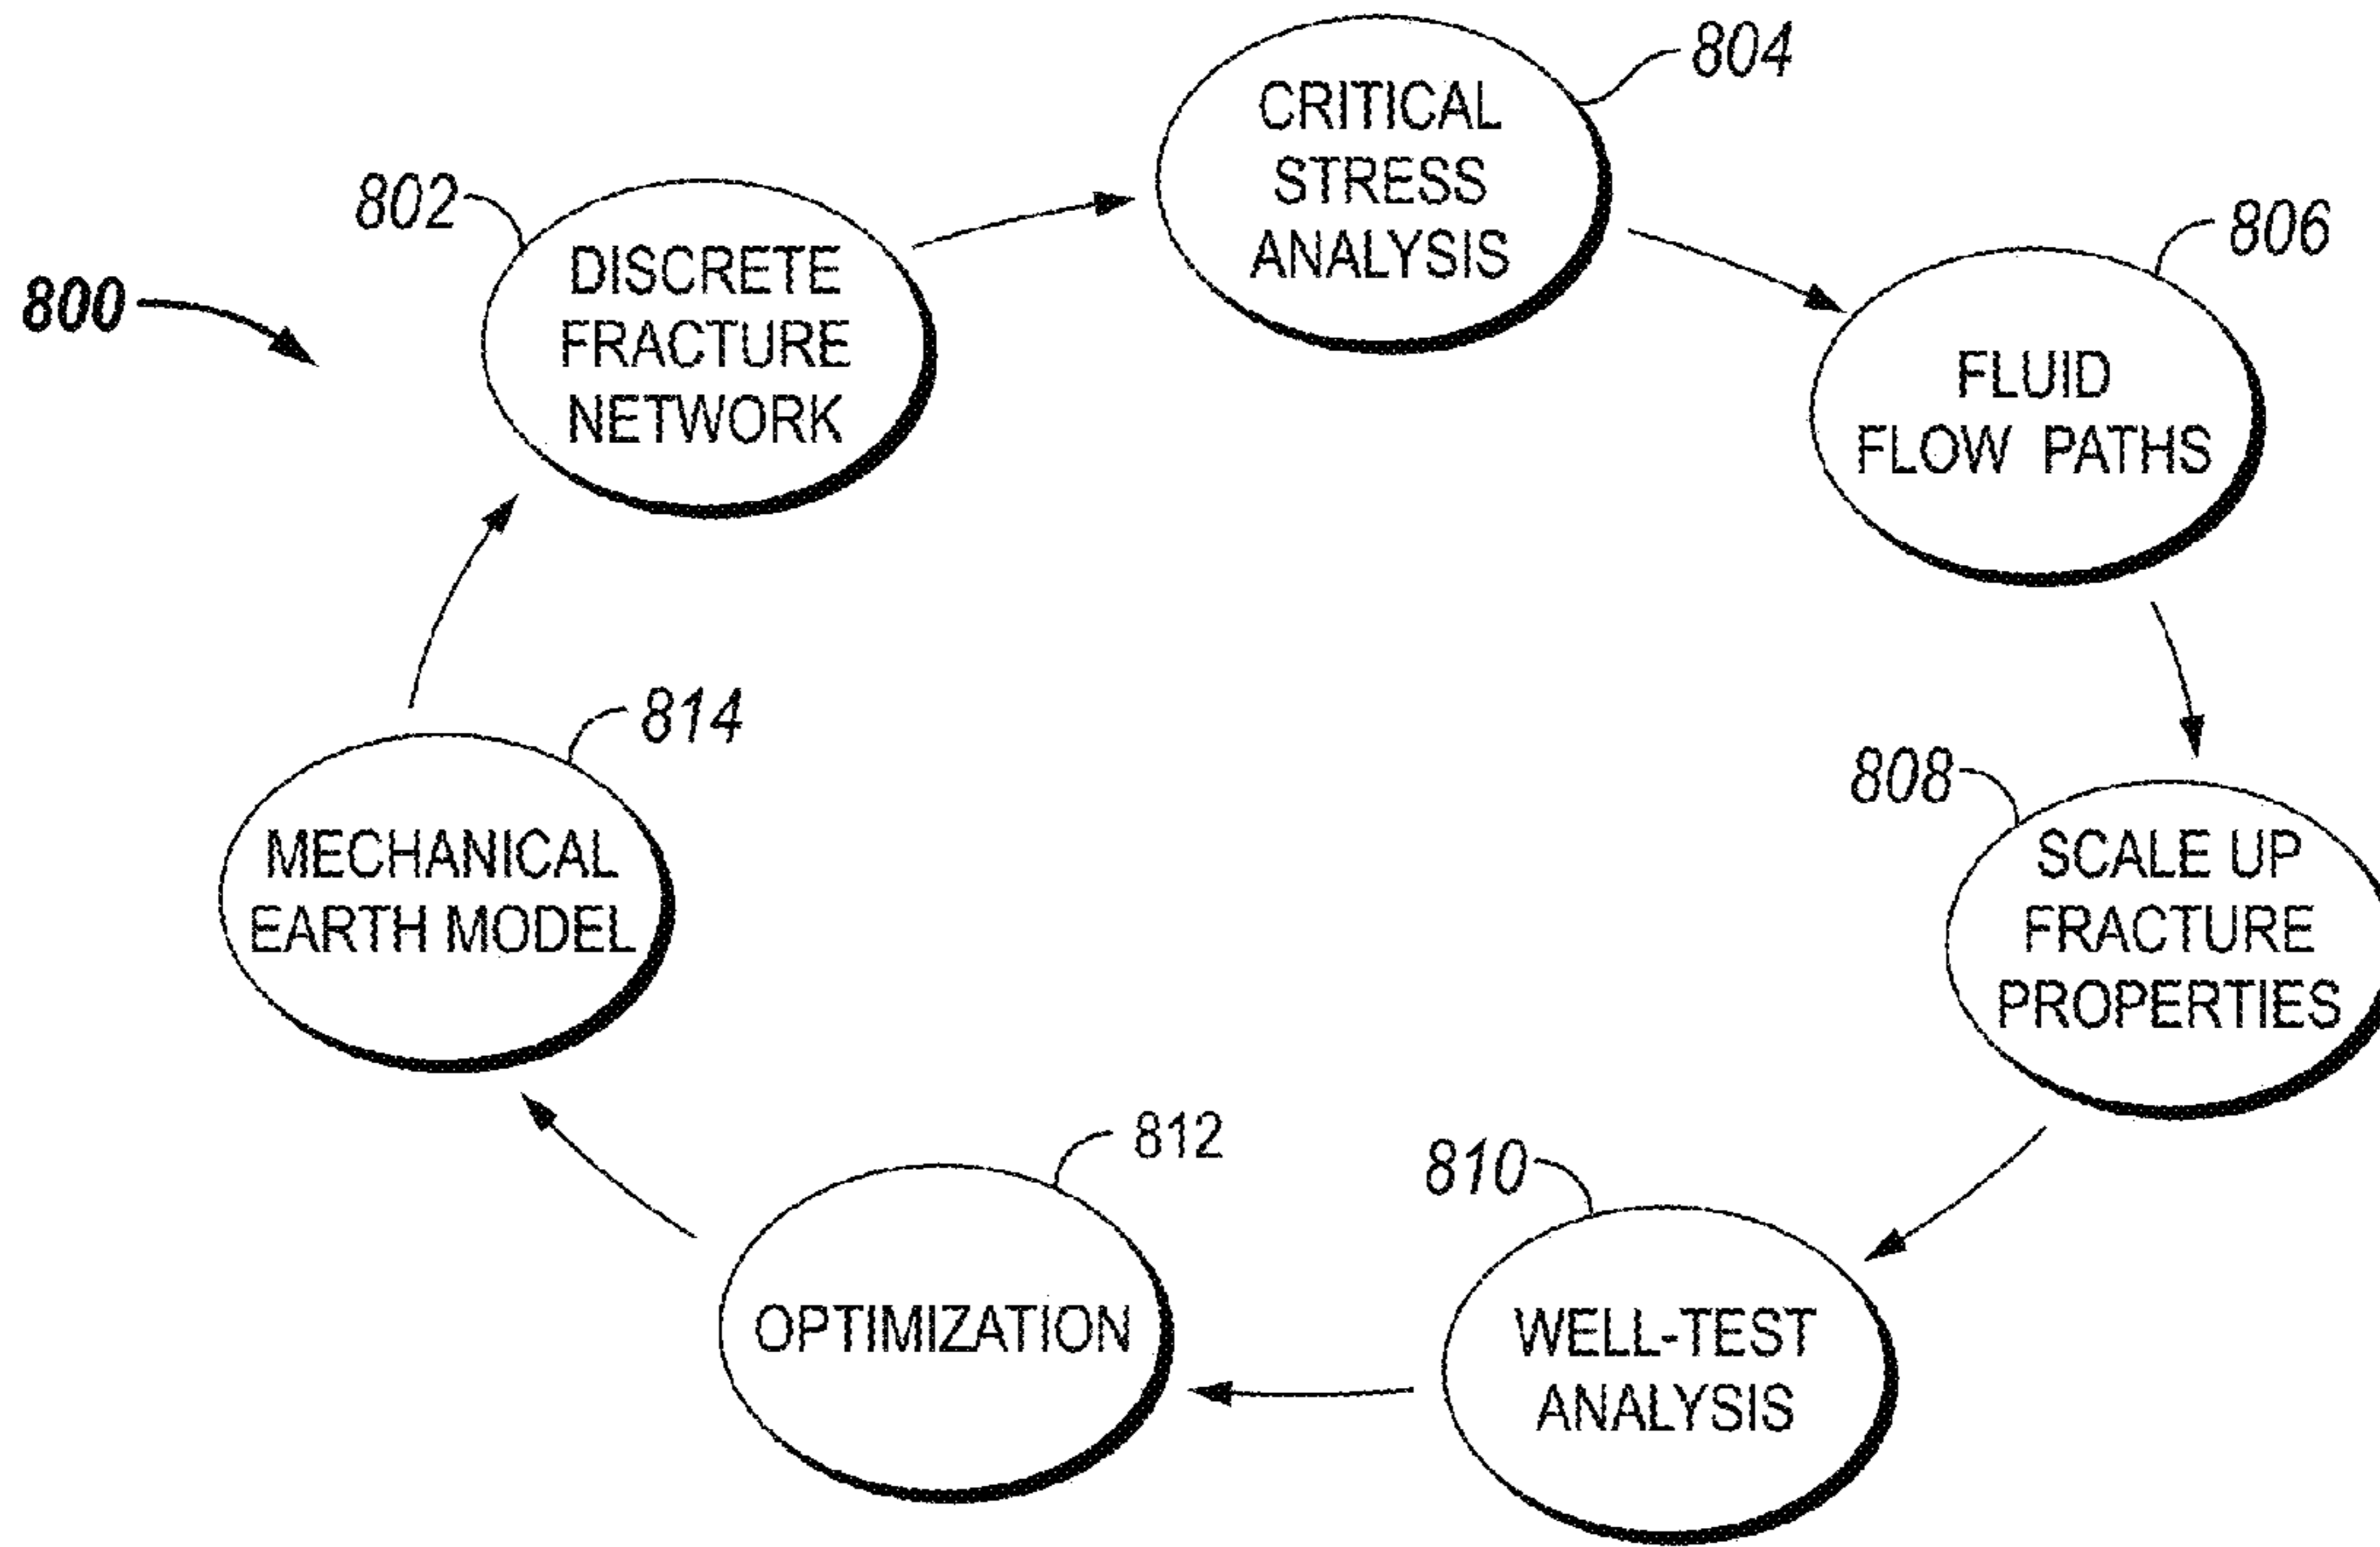 800
802
DISCRETE
FRACTURE
NETWORK
804
CRITICAL
STRESS
ANALYSIS
806
FLUID
FLOW PATHS
808
SCALE UP
FRACTURE
PROPERTIES
810
WELL-TEST
ANALYSIS
812
OPTIMIZATION
814
MECHANICAL
EARTH MODEL